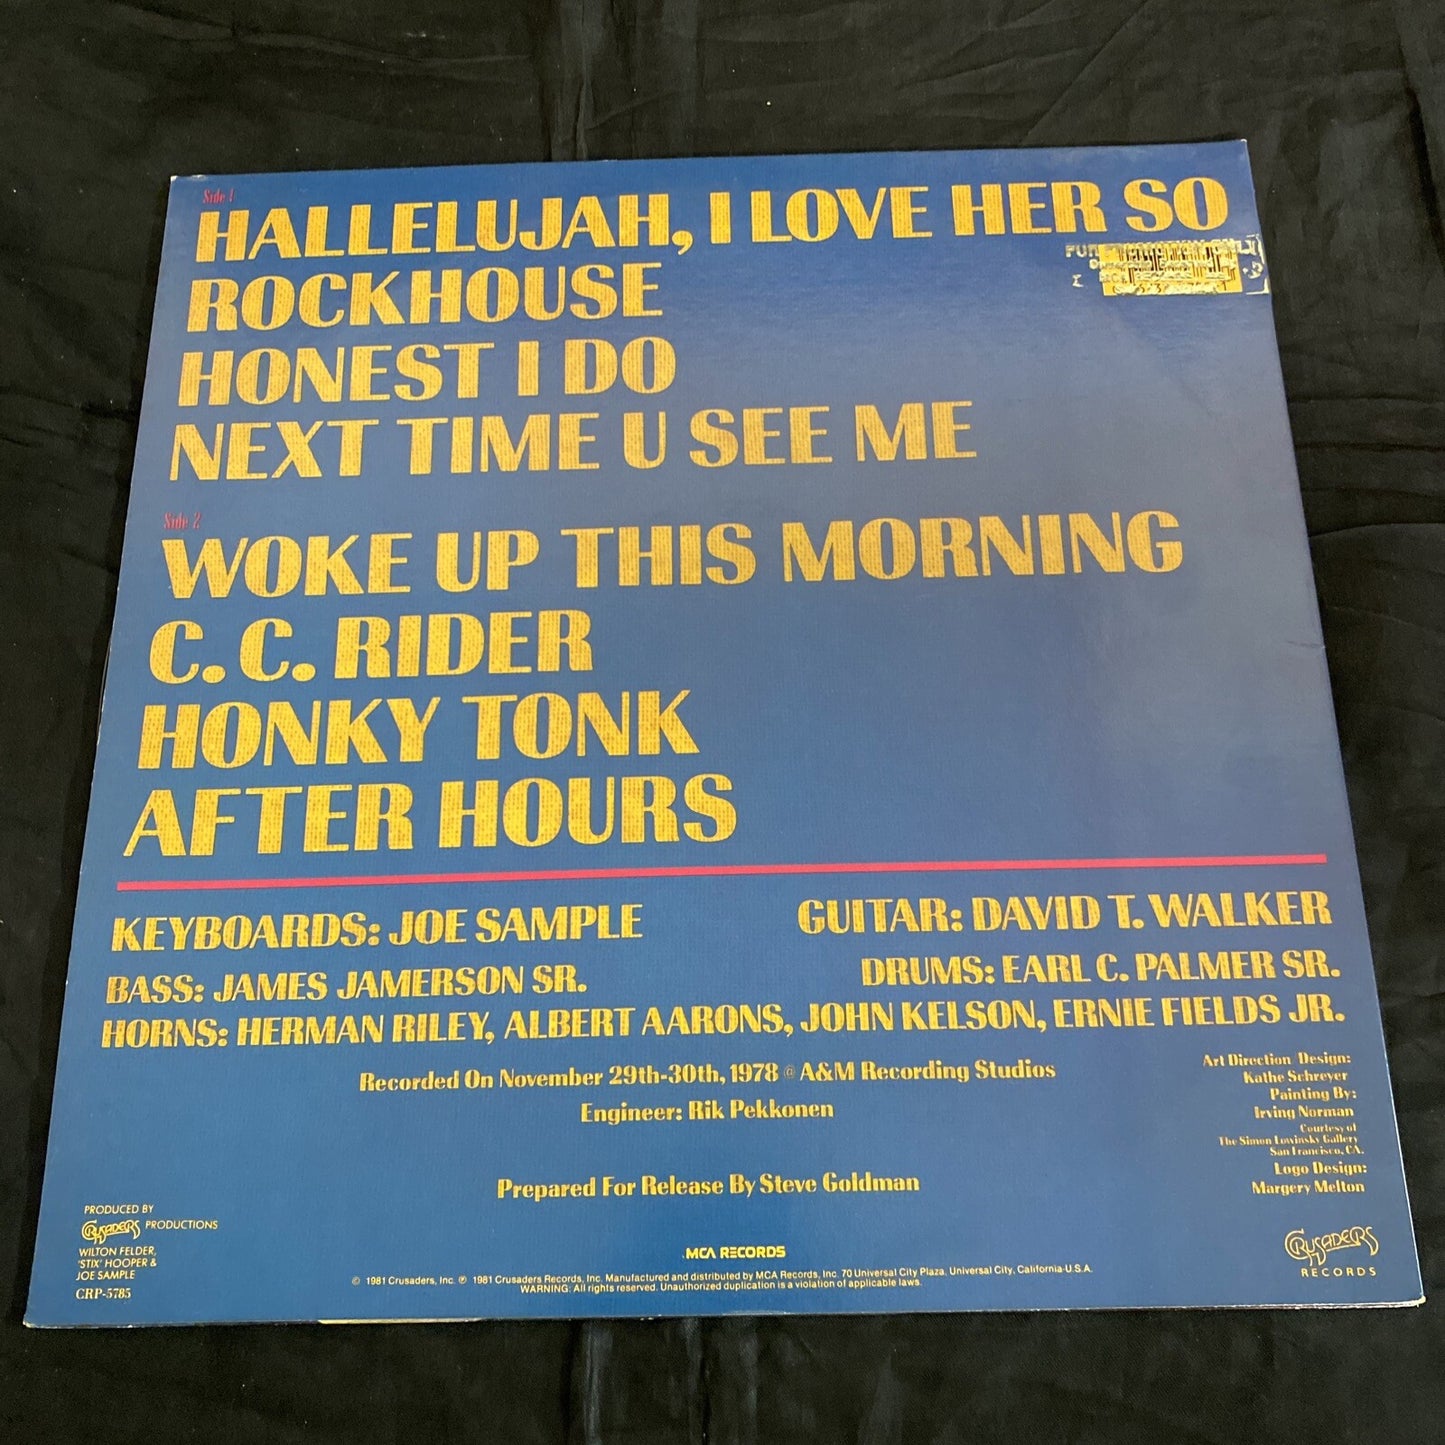 Side 1
HALLELUJAH, I LOVE HER SO
ROCKHOUSE
HONEST I DO
NEXT TIME U SEE ME
Side 2
WOKE UP THIS MORNING
C. C. RIDER
HONKY TONK
AFTER HOURS
KEYBOARDS: JOE SAMPLE
GUITAR: DAVID T. WALKER
BASS: JAMES JAMERSON SR.
DRUMS: EARL C. PALMER SR.
HORNS: HERMAN RILEY, ALBERT AARONS, JOHN KELSON, ERNIE FIELDS JR.
Recorded On November 29th-30th, 1978 @ A&M Recording Studios
Engineer: Rik Pekkonen
Prepared For Release By Steve Goldman
Art Direction/Design:
Kathe Schreyer
Painting By:
Irving Norman
Courtesy of
The Simon Lowinsky Gallery
San Francisco, CA.
Logo Design:
Margery Melton
PRODUCED BY
CRUSADERS PRODUCTIONS
WILTON FELDER,
'STIX' HOOPER &
JOE SAMPLE
CRP-5785
MCA RECORDS
© 1981 Crusaders, Inc. ℗ 1981 Crusaders Records, Inc. Manufactured and distributed by MCA Records, Inc. 70 Universal City Plaza, Universal City, California-U.S.A.
WARNING: All rights reserved. Unauthorized duplication is a violation of applicable laws.
CRUSADERS
RECORDS